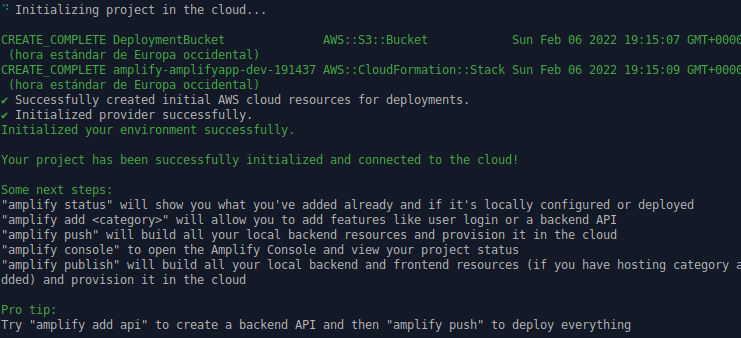 Initializing project in the cloud...
CREATE_COMPLETE DeploymentBucket AWS::S3::Bucket Sun Feb 06 2022 19:15:07 GMT+0000
(hora estándar de Europa occidental)
CREATE_COMPLETE amplify-amplifyapp-dev-191437 AWS::CloudFormation::Stack Sun Feb 06 2022 19:15:09 GMT+0000
(hora estándar de Europa occidental)
✔ Successfully created initial AWS cloud resources for deployments.
✔ Initialized provider successfully.
Initialized your environment successfully.
Your project has been successfully initialized and connected to the cloud!
Some next steps:
"amplify status" will show you what you've added already and if it's locally configured or deployed
"amplify add <category>" will allow you to add features like user login or a backend API
"amplify push" will build all your local backend resources and provision it in the cloud
"amplify console" to open the Amplify Console and view your project status
"amplify publish" will build all your local backend and frontend resources (if you have hosting category a
dded) and provision it in the cloud
Pro tip:
Try "amplify add api" to create a backend API and then "amplify push" to deploy everything